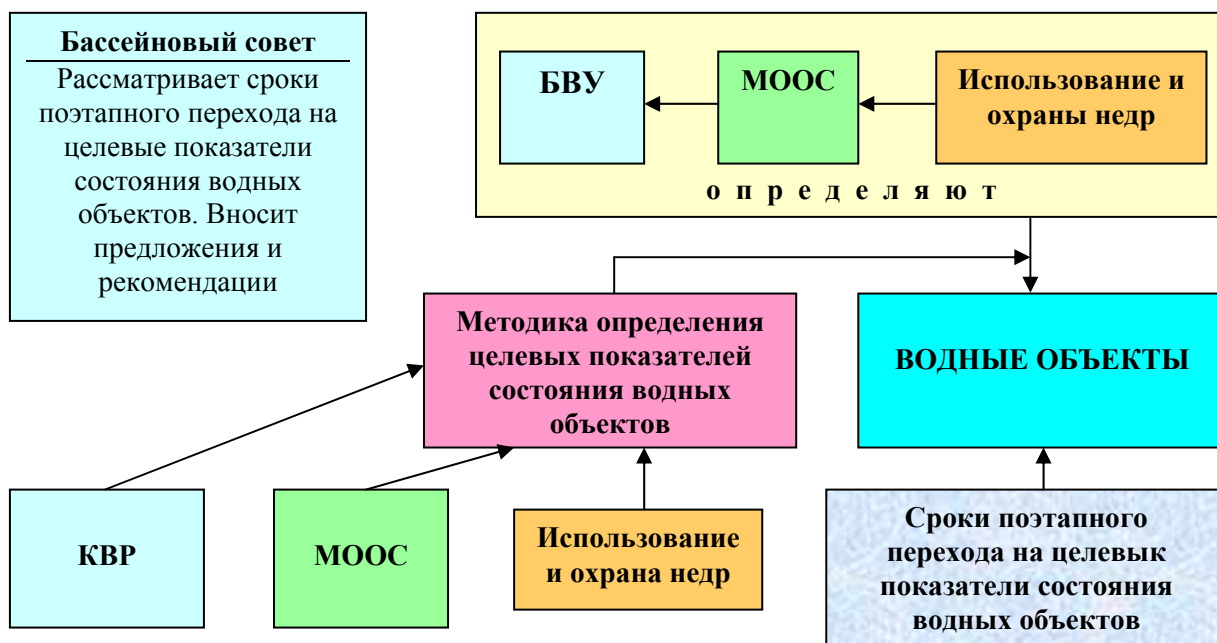 Бассейновый совет
Рассматривает сроки
поэтапного перехода на
целевые показатели
состояния водных
объектов. Вносит
предложения и
рекомендации
БВУ
МООС
Использование и
охраны недр
о п р е д е л я ю т
Методика определения
целевых показателей
состояния водных
объектов
ВОДНЫЕ ОБЪЕКТЫ
КВР
МООС
Использование
и охрана недр
Сроки поэтапного
перехода на целевык
показатели состояния
водных объектов